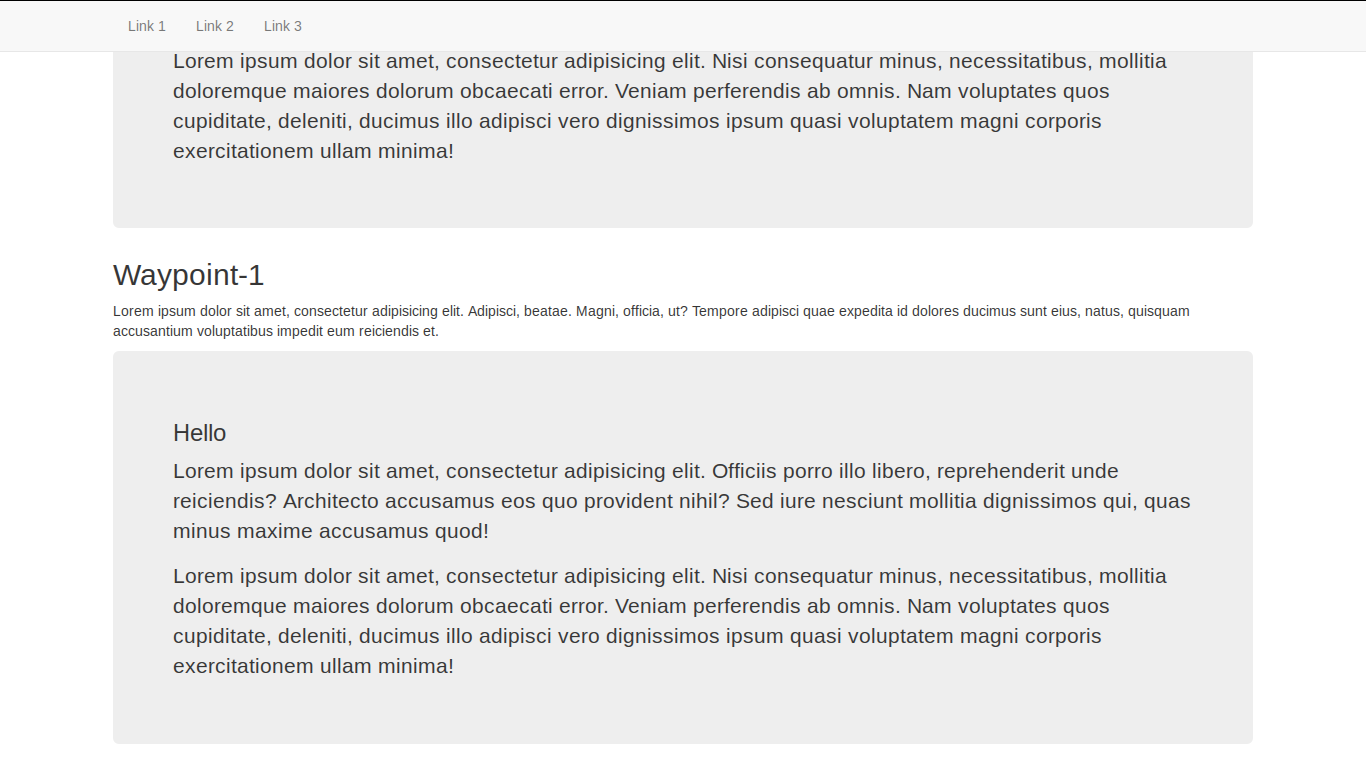 Link 1 Link 2 Link 3
Lorem ipsum dolor sit amet, consectetur adipisicing elit. Nisi consequatur minus, necessitatibus, mollitia
doloremque maiores dolorum obcaecati error. Veniam perferendis ab omnis. Nam voluptates quos
cupiditate, deleniti, ducimus illo adipisci vero dignissimos ipsum quasi voluptatem magni corporis
exercitationem ullam minima!
Waypoint-1
Lorem ipsum dolor sit amet, consectetur adipisicing elit. Adipisci, beatae. Magni, officia, ut? Tempore adipisci quae expedita id dolores ducimus sunt eius, natus, quisquam
accusantium voluptatibus impedit eum reiciendis et.
Hello
Lorem ipsum dolor sit amet, consectetur adipisicing elit. Officiis porro illo libero, reprehenderit unde
reiciendis? Architecto accusamus eos quo provident nihil? Sed iure nesciunt mollitia dignissimos qui, quas
minus maxime accusamus quod!
Lorem ipsum dolor sit amet, consectetur adipisicing elit. Nisi consequatur minus, necessitatibus, mollitia
doloremque maiores dolorum obcaecati error. Veniam perferendis ab omnis. Nam voluptates quos
cupiditate, deleniti, ducimus illo adipisci vero dignissimos ipsum quasi voluptatem magni corporis
exercitationem ullam minima!